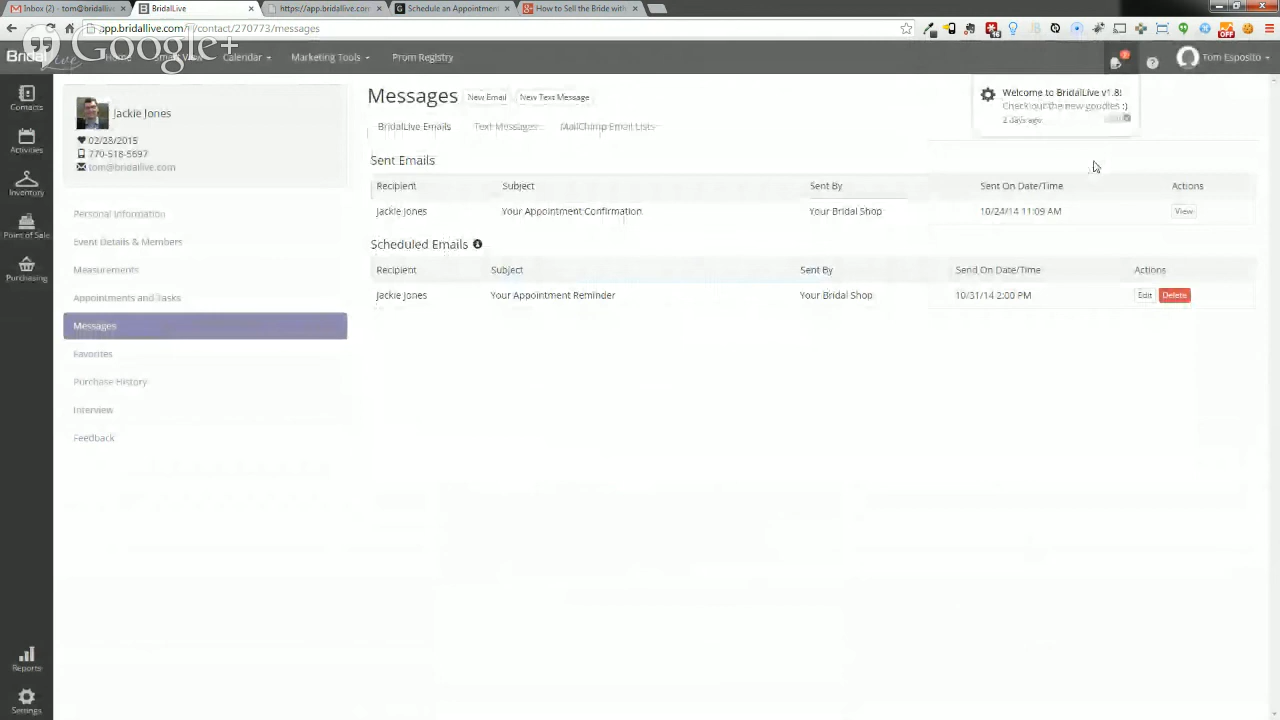 Inbox (2) - tom@bridalliv
BridalLive
https://app.bridallive.com
Schedule an Appointment
How to Sell the Bride with
app.bridallive.com/#/contact/270773/messages
Google+
Bridal Live
Home
Calendar
Marketing Tools
Prom Registry
Tom Esposito
Welcome to BridalLive v1.8!
Check out the new goodies :)
2 days ago
Contacts
Activities
Inventory
Point of Sale
Purchasing
Reports
Settings
Jackie Jones
02/28/2015
770-518-5697
tom@bridallive.com
Personal Information
Event Details & Members
Measurements
Appointments and Tasks
Messages
Favorites
Purchase History
Interview
Feedback
Messages New Email New Text Message
BridalLive Emails Text Messages MailChimp Email Lists
Sent Emails
Recipient Subject Sent By Sent On Date/Time Actions
Jackie Jones Your Appointment Confirmation Your Bridal Shop 10/24/14 11:09 AM View
Scheduled Emails
Recipient Subject Sent By Send On Date/Time Actions
Jackie Jones Your Appointment Reminder Your Bridal Shop 10/31/14 2:00 PM Edit Delete